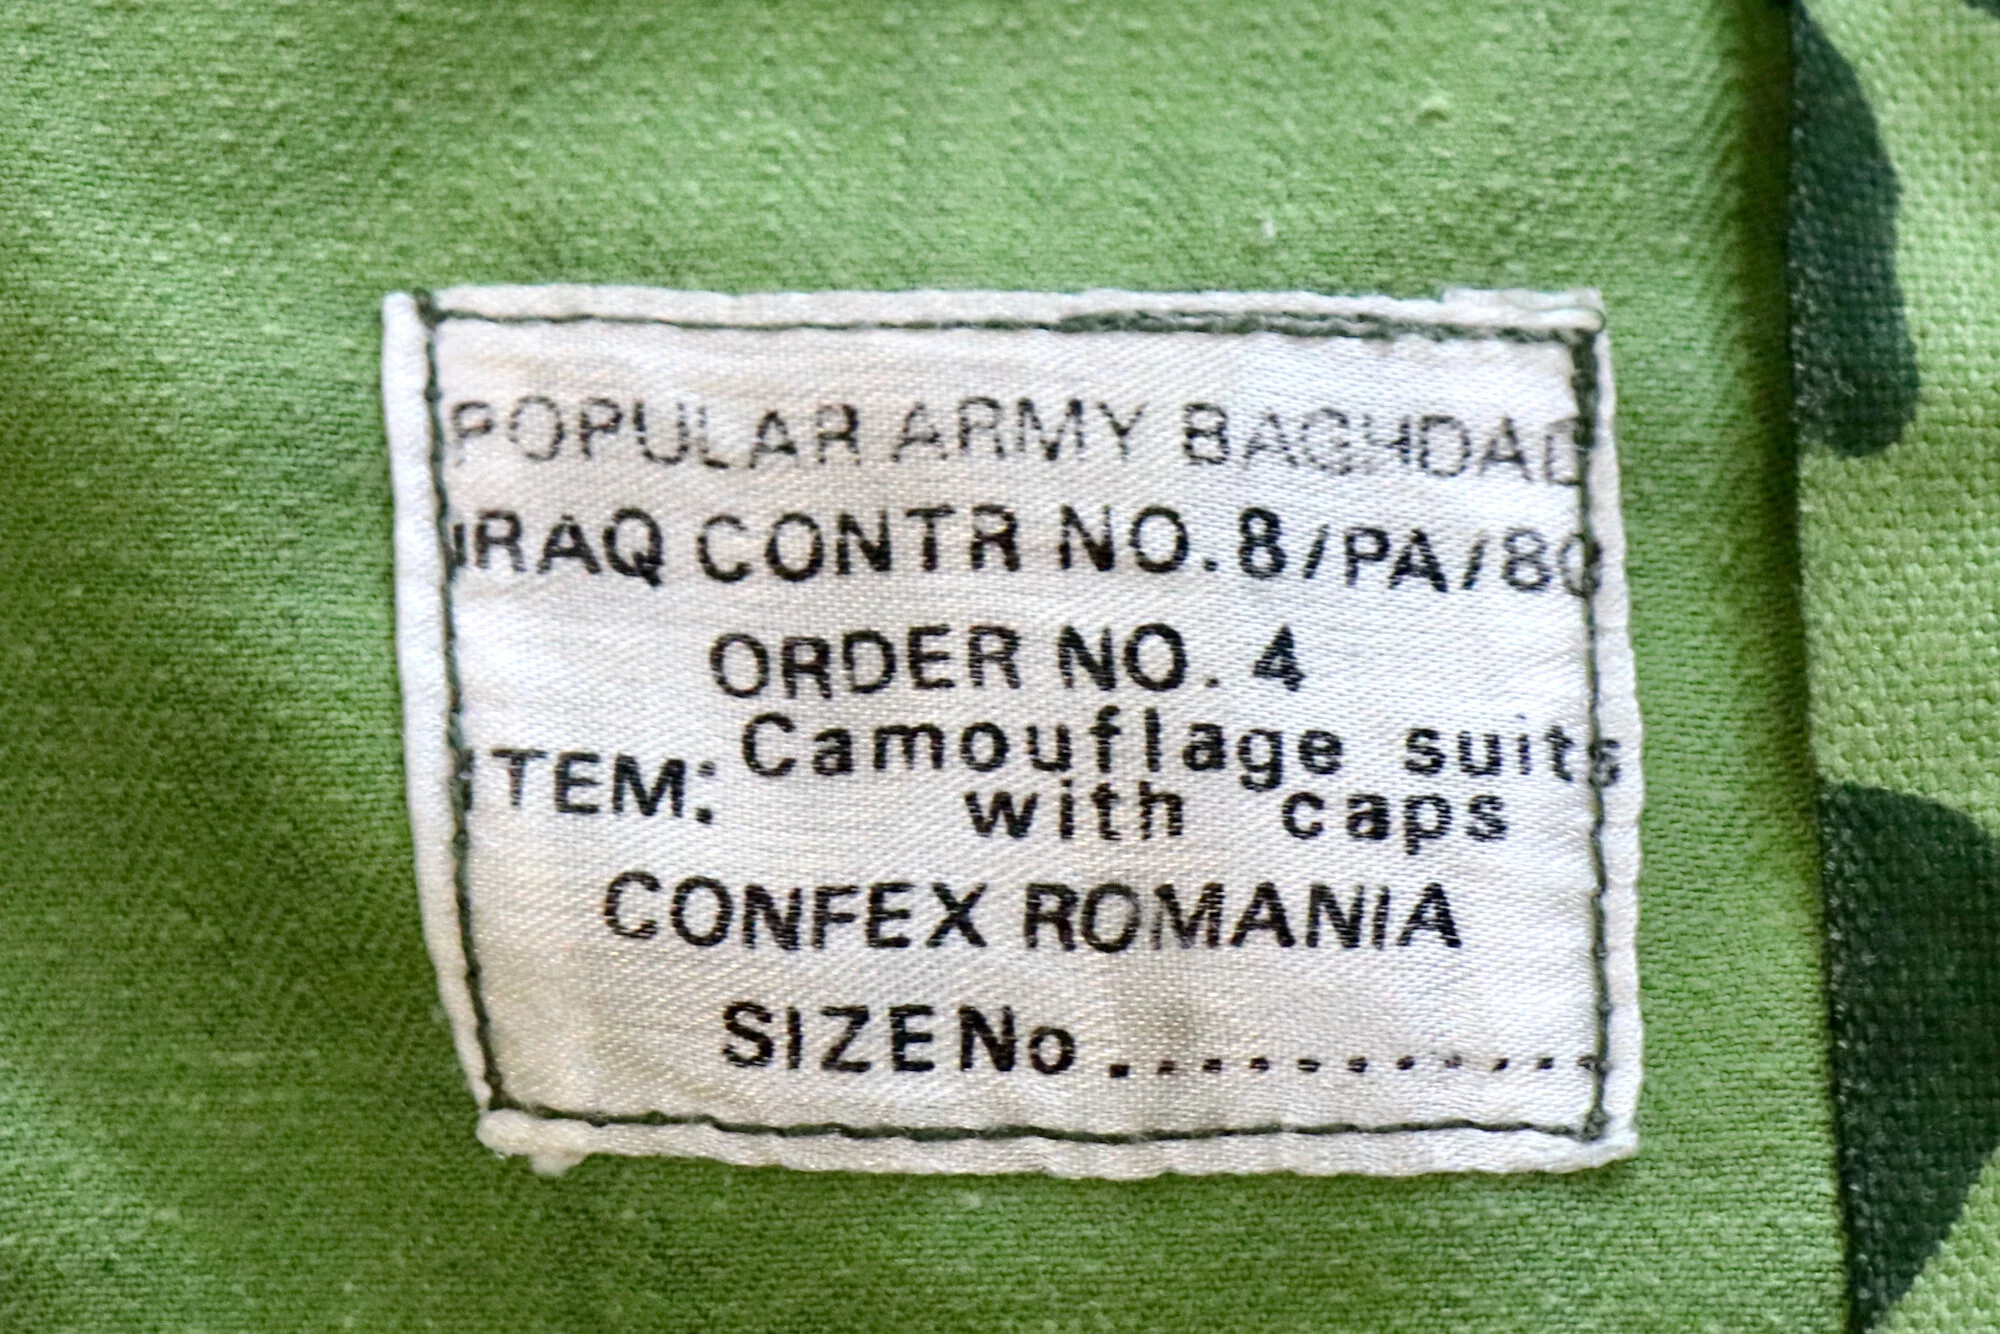 POPULAR ARMY BAGHDAD
IRAQ CONTR NO.8/PA/80
ORDER NO. 4
ITEM: Camouflage suits
with caps
CONFEX ROMANIA
SIZE No ............